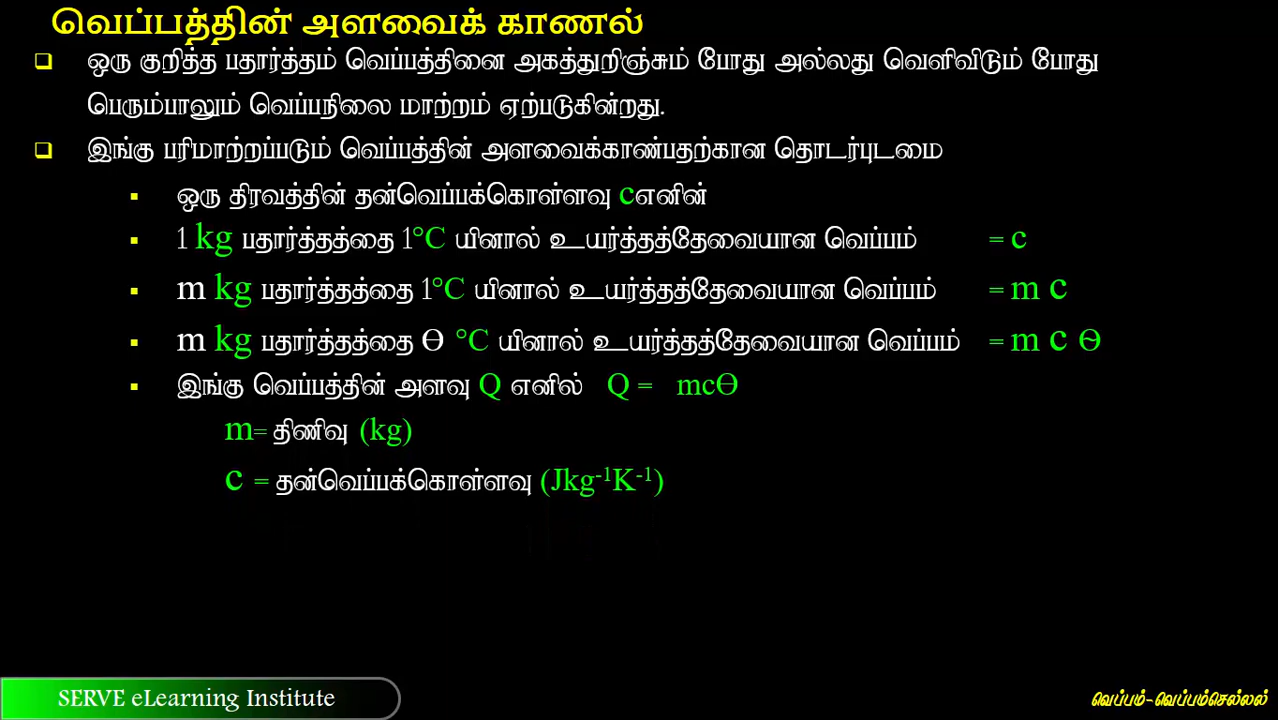 வெப்பத்தின் அளவைக் காணல்
ஒரு குறித்த பதார்த்தம் வெப்பத்தினை அகத்துறிஞ்சும் போது அல்லது வெளிவிடும் போது
பெரும்பாலும் வெப்பநிலை மாற்றம் ஏற்படுகின்றது.
இங்கு பரிமாற்றப்படும் வெப்பத்தின் அளவைக்காண்பதற்கான தொடர்புடமை
ஒரு திரவத்தின் தன்வெப்பக்கொள்ளவு cஎனின்
1 kg பதார்த்தத்தை 1°C யினால் உயர்த்தத்தேவையான வெப்பம் = c
m kg பதார்த்தத்தை 1°C யினால் உயர்த்தத்தேவையான வெப்பம் = m c
m kg பதார்த்தத்தை Ɵ °C யினால் உயர்த்தத்தேவையான வெப்பம் = m c Ɵ
இங்கு வெப்பத்தின் அளவு Q எனில் Q = mcƟ
m= திணிவு (kg)
c = தன்வெப்பக்கொள்ளவு (Jkg⁻¹K⁻¹)
SERVE eLearning Institute
வெப்பம்-வெப்பம்செல்லல்